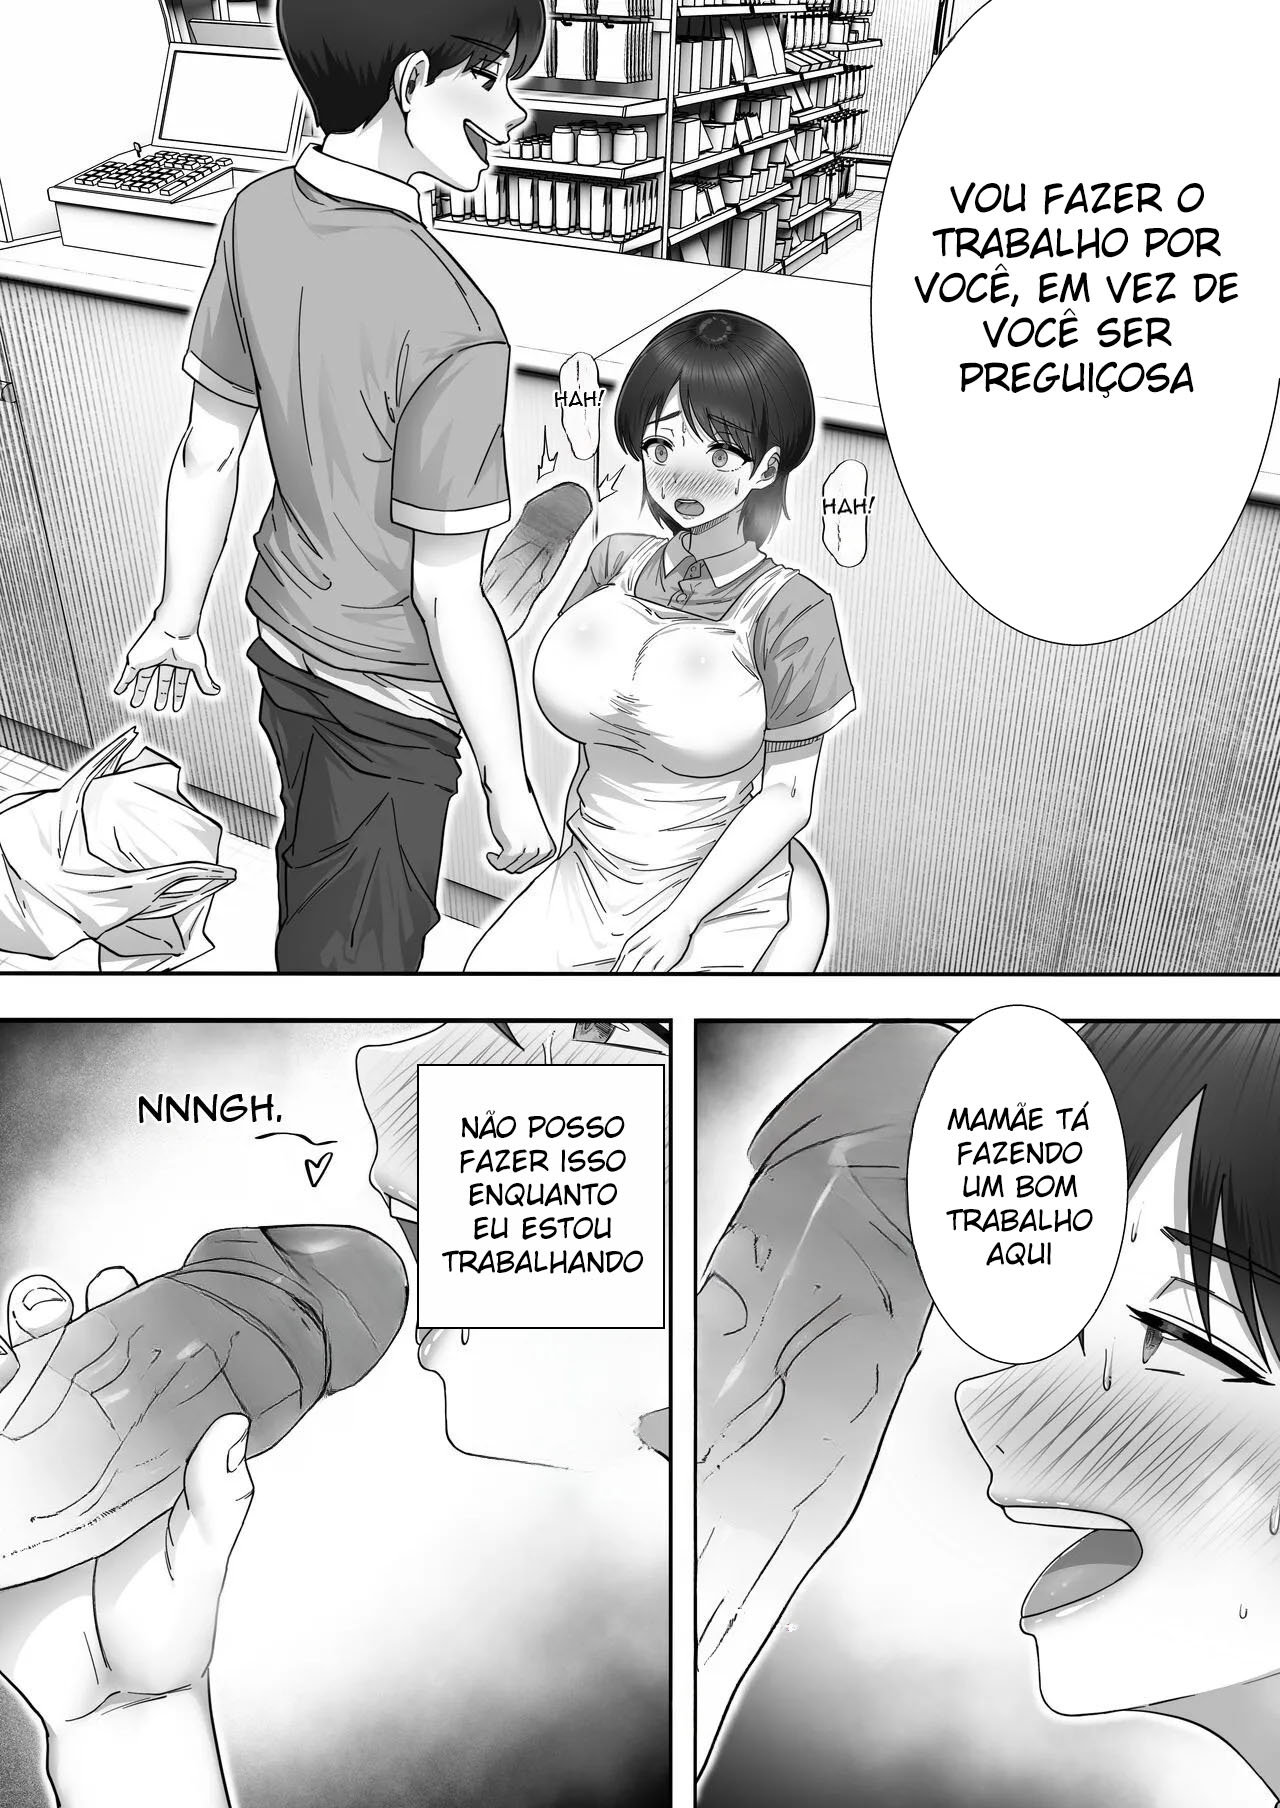 VOU FAZER O
TRABALHO POR
VOCÊ, EM VEZ DE
VOCÊ SER
PREGUIÇOSA
HAH!
HAH!
MAMÃE TÁ
FAZENDO
UM BOM
TRABALHO
AQUI
NÃO POSSO
FAZER ISSO
ENQUANTO
EU ESTOU
TRABALHANDO
NNNGH.